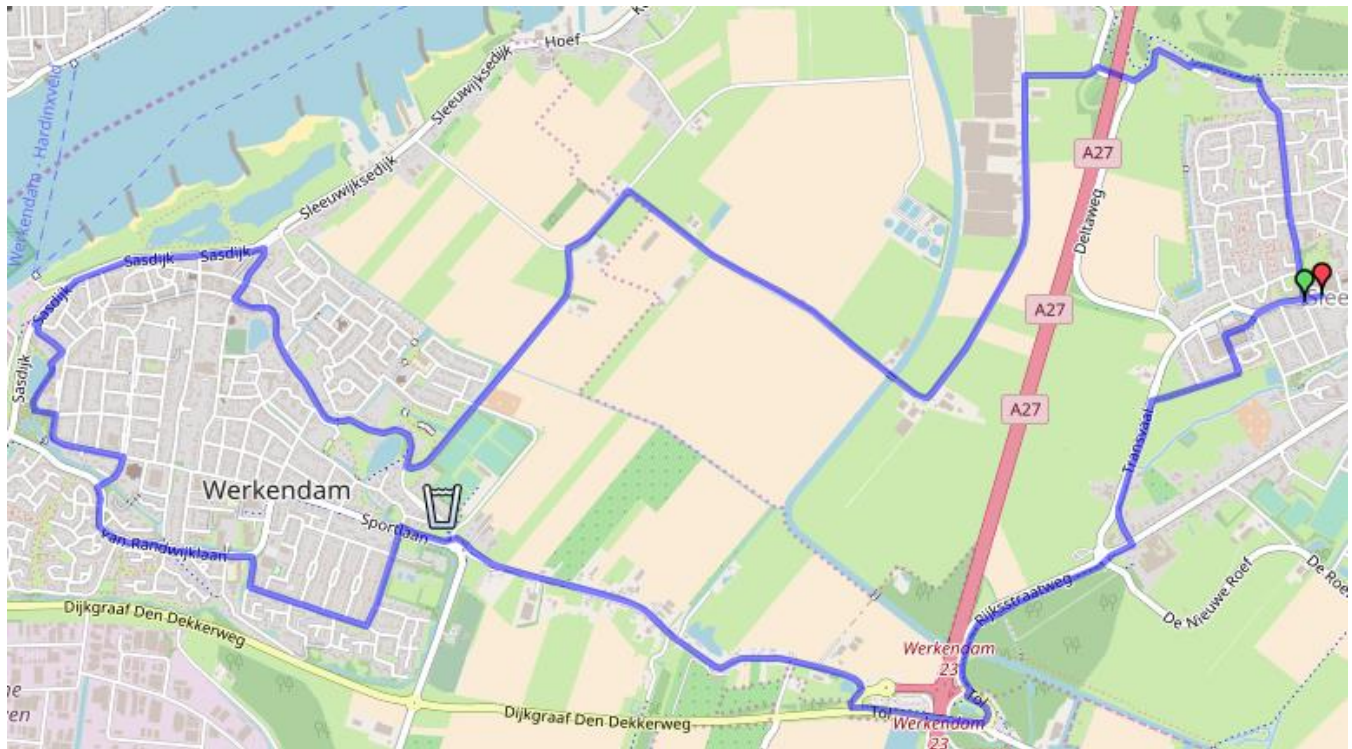 Hoef
Sleeuwijksedijk
Werkendam - Hardinxveld
A27
Sleeuwijksedijk
Deltaweg
Sasdijk
Sasdijk
Sasdijk
A27
Sasdijk
A27
Transvaal
Werkendam
Sportlaan
Van Randwijklaan
De Nieuwe Roef
Rijksstraatweg
Dijkgraaf Den Dekkerweg
Werkendam
23
Tol
Dijkgraaf Den Dekkerweg
Tol
Werkendam
23